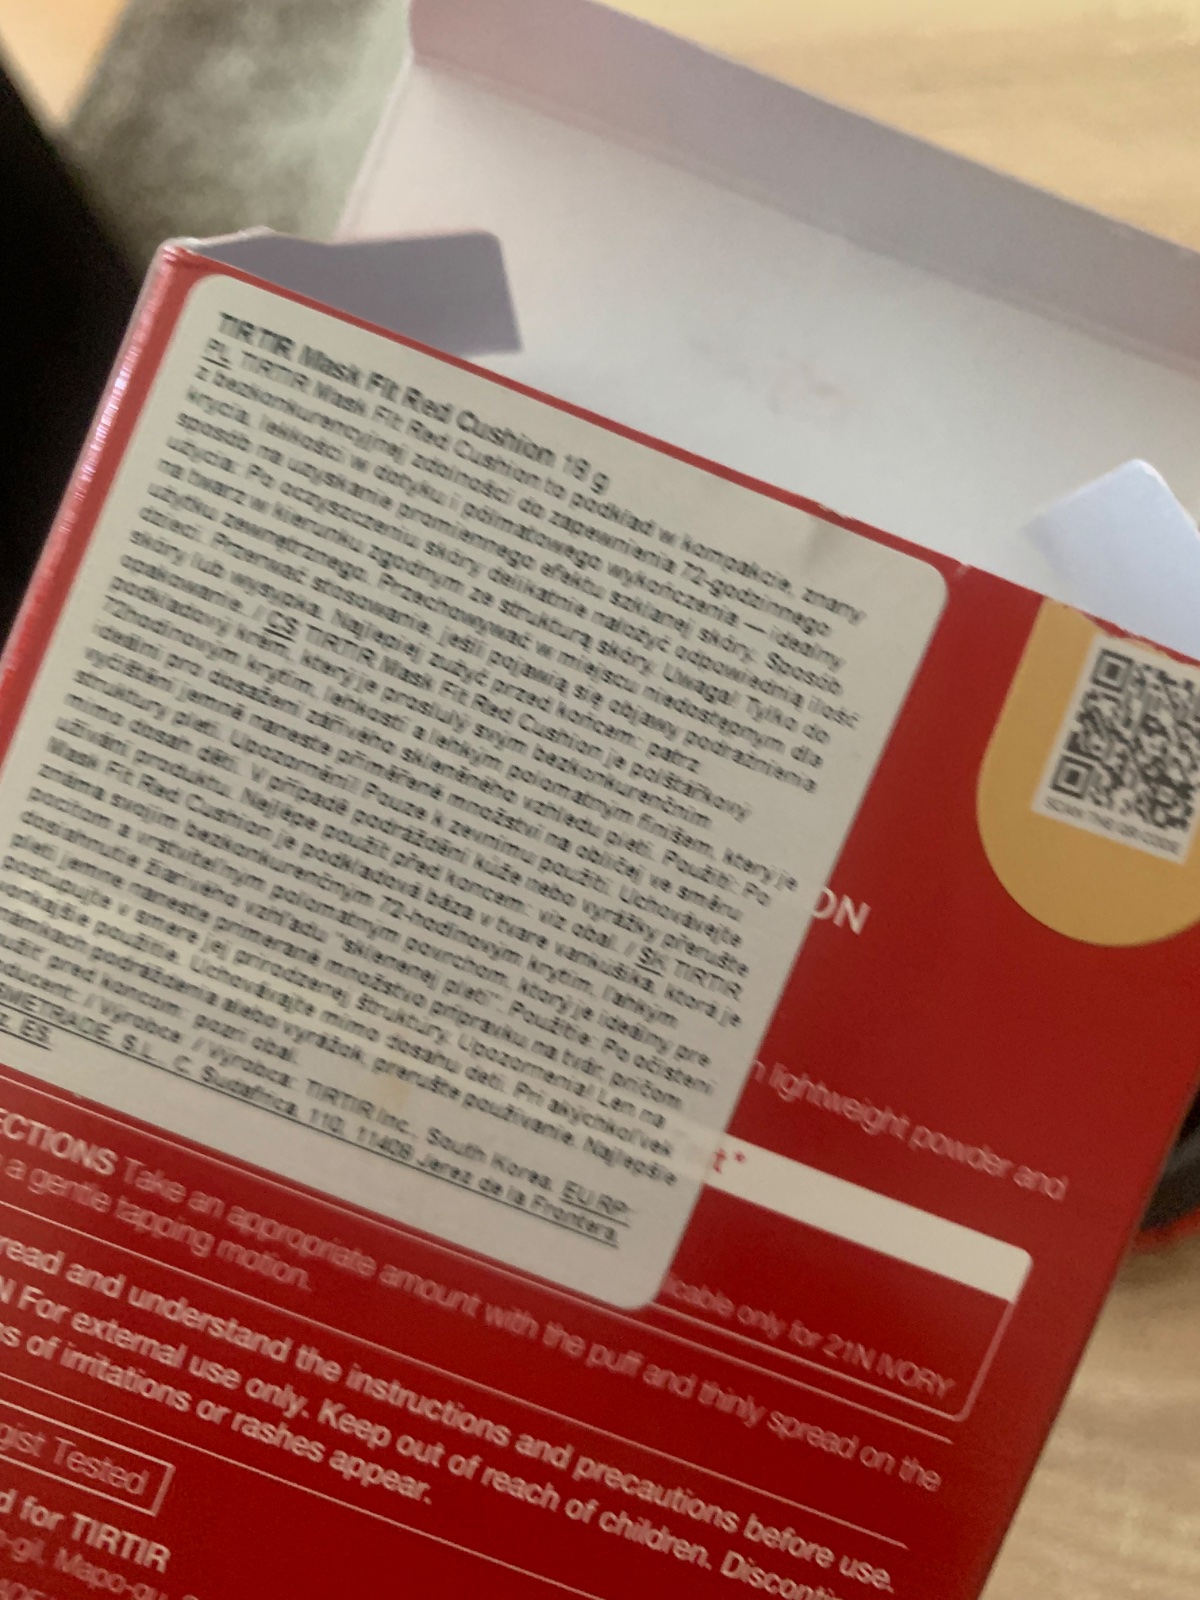 TIRTIR Mask Fit Red Cushion 18 g
PL TIRTIR Mask Fit Red Cushion to podkład w kompakcie, znany
z bezkonkurencyjnej zdolności do zapewnienia 72-godzinnego
krycia, lekkości w dotyku i półmatowego wykończenia — idealny
sposób na uzyskanie promiennego efektu szklanej skóry. Sposób
użycia: Po oczyszczeniu skóry delikatnie nałożyć odpowiednią ilość
na twarz w kierunku zgodnym ze strukturą skóry. Uwaga! Tylko do
użytku zewnętrznego. Przechowywać w miejscu niedostępnym dla
dzieci. Przerwać stosowanie, jeśli pojawią się objawy podrażnienia
skóry lub wysypka. Najlepiej zużyć przed końcem: patrz
opakowanie. / CS TIRTIR Mask Fit Red Cushion je polštářkový
podkladový krém, který je proslulý svým bezkonkurenčním
72hodinovým krytím, lehkostí a lehkým polomatným finišem, který je
ideální pro dosažení zářivého skleněného vzhledu pleti. Použití: Po
vyčištění jemně naneste přiměřené množství na obličej ve směru
struktury pleti. Upozornění! Pouze k zevnímu použití. Uchovávejte
mimo dosah dětí. V případě podráždění kůže nebo vyrážky přerušte
užívání produktu. Nejlépe použít před koncem: viz obal. / SK TIRTIR
Mask Fit Red Cushion je podkladová báza v tvare vankúšika, ktorá je
známa svojím bezkonkurenčným 72-hodinovým krytím, ľahkým
pocitom a vrstviteľným polomatným povrchom, ktorý je ideálny pre
dosiahnutie žiarivého vzhľadu "sklenenej pleti". Použitie: Po očistení
pleti jemne naneste primerané množstvo prípravku na tvár, pričom
postupujte v smere jej prirodzenej štruktúry. Upozornenia! Len na
vonkajšie použitie. Uchovávajte mimo dosahu detí. Pri akýchkoľvek
známkach podráždenia alebo vyrážok, prerušte používanie. Najlepšie
použiť pred koncom: pozri obal.
Producent: / Výrobce: / Výrobca: TIRTIR Inc., South Korea. EU RP:
COSMETRADE, S.L., C. Sudafrica, 110, 11408 Jerez de la Frontera,
ES.
SCAN THE QR CODE
ON
lightweight powder and
cable only for 21N IVORY
ECTIONS Take an appropriate amount with the puff and thinly spread on the
a gentle tapping motion.
read and understand the instructions and precautions before use.
N For external use only. Keep out of reach of children. Discontin
s of irritations or rashes appear.
gist Tested
d for TIRTIR
-gil, Mapo-gu,